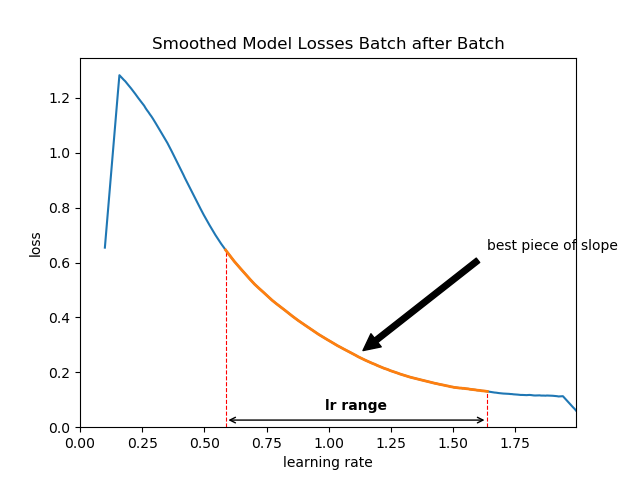 Smoothed Model Losses Batch after Batch
1.2
1.0
0.8
0.6
0.4
0.2
0.0
loss
best piece of slope
lr range
0.00 0.25 0.50 0.75 1.00 1.25 1.50 1.75
learning rate